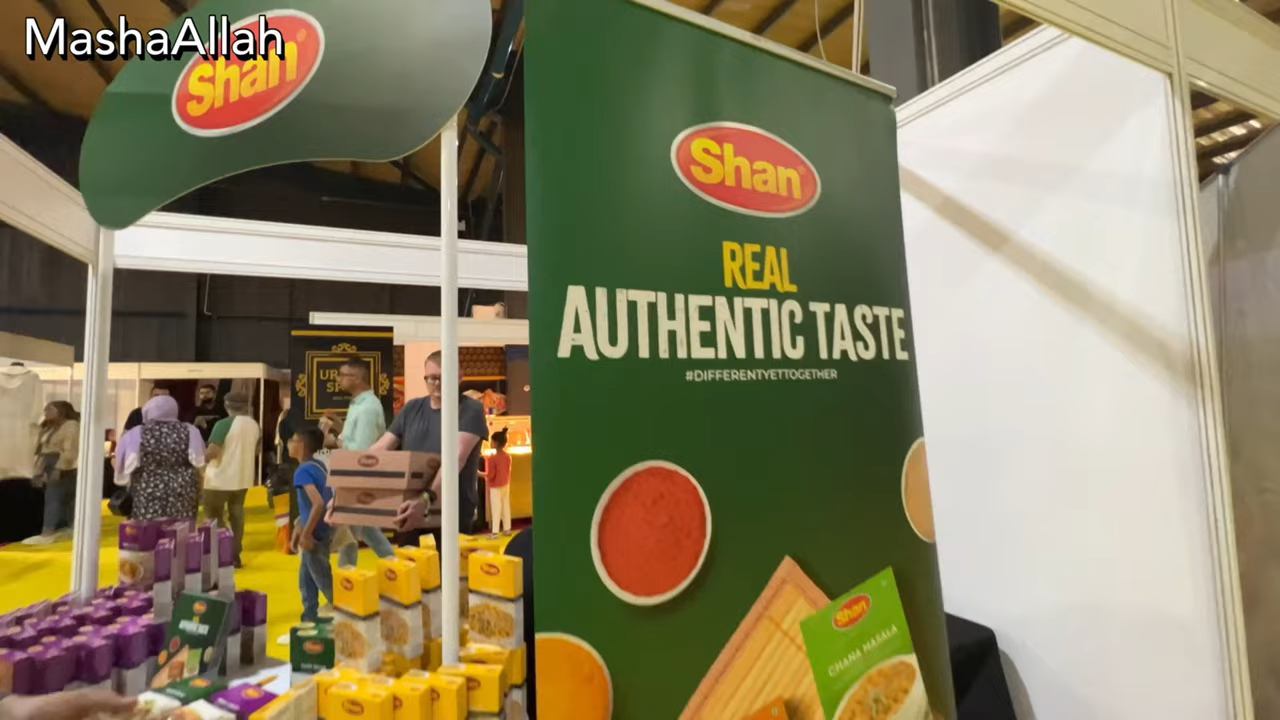 MashaAllah
Shan
Shan
REAL
AUTHENTIC TASTE
#DIFFERENTYETTOGETHER
Shan
CHANA MASALA